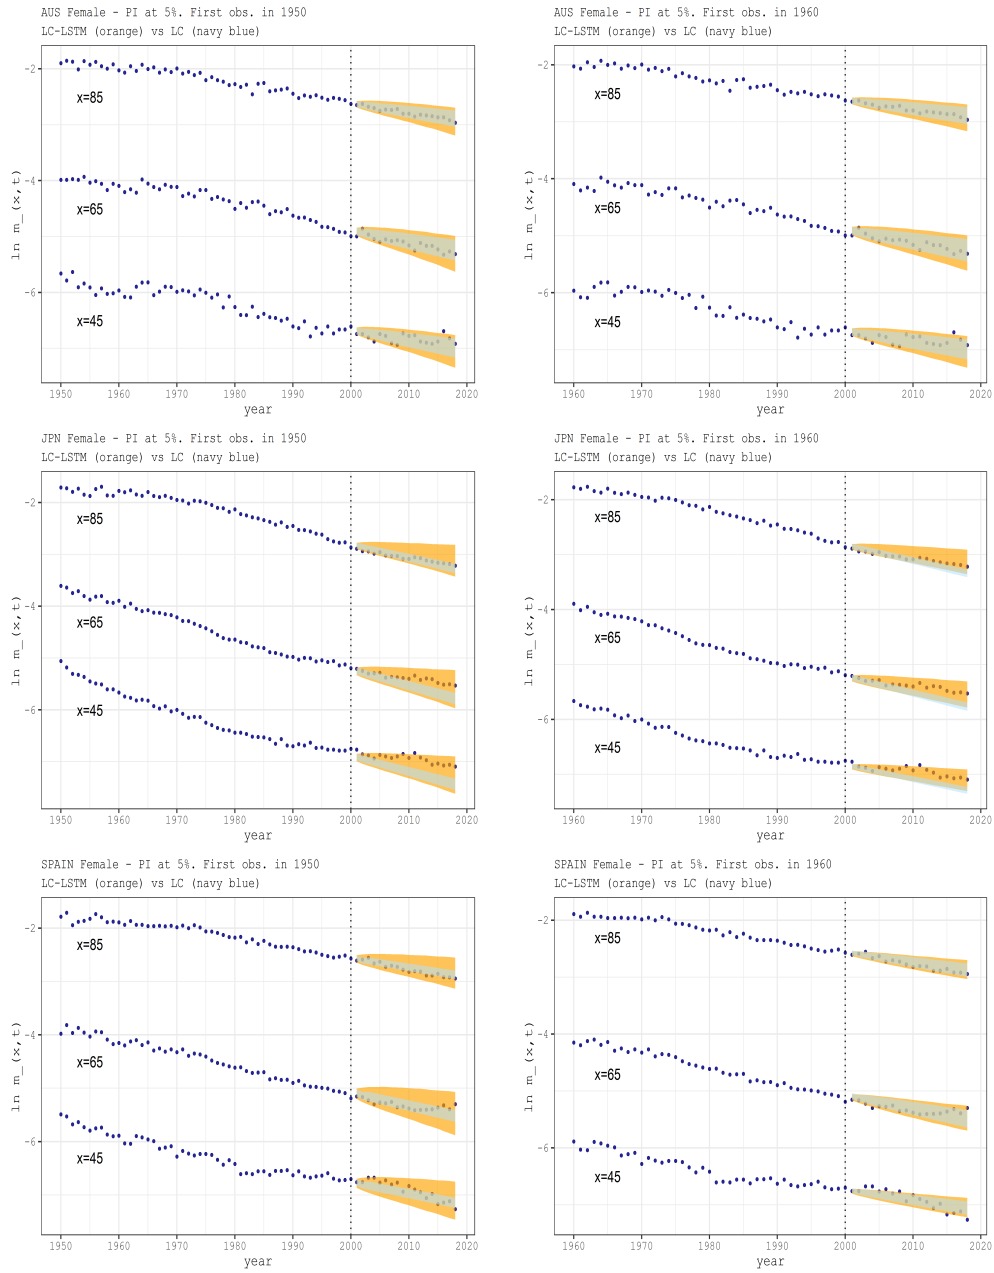 AUS Female - PI at 5%. First obs. in 1950
LC-LSTM (orange) vs LC (navy blue)
ln m_(x,t)
-2
-4
-6
x=85
x=65
x=45
1950 1960 1970 1980 1990 2000 2010 2020
year
AUS Female - PI at 5%. First obs. in 1960
LC-LSTM (orange) vs LC (navy blue)
ln m_(x,t)
-2
-4
-6
x=85
x=65
x=45
1960 1970 1980 1990 2000 2010 2020
year
JPN Female - PI at 5%. First obs. in 1950
LC-LSTM (orange) vs LC (navy blue)
ln m_(x,t)
-2
-4
-6
x=85
x=65
x=45
1950 1960 1970 1980 1990 2000 2010 2020
year
JPN Female - PI at 5%. First obs. in 1960
LC-LSTM (orange) vs LC (navy blue)
ln m_(x,t)
-2
-4
-6
x=85
x=65
x=45
1960 1970 1980 1990 2000 2010 2020
year
SPAIN Female - PI at 5%. First obs. in 1950
LC-LSTM (orange) vs LC (navy blue)
ln m_(x,t)
-2
-4
-6
x=85
x=65
x=45
1950 1960 1970 1980 1990 2000 2010 2020
year
SPAIN Female - PI at 5%. First obs. in 1960
LC-LSTM (orange) vs LC (navy blue)
ln m_(x,t)
-2
-4
-6
x=85
x=65
x=45
1960 1970 1980 1990 2000 2010 2020
year